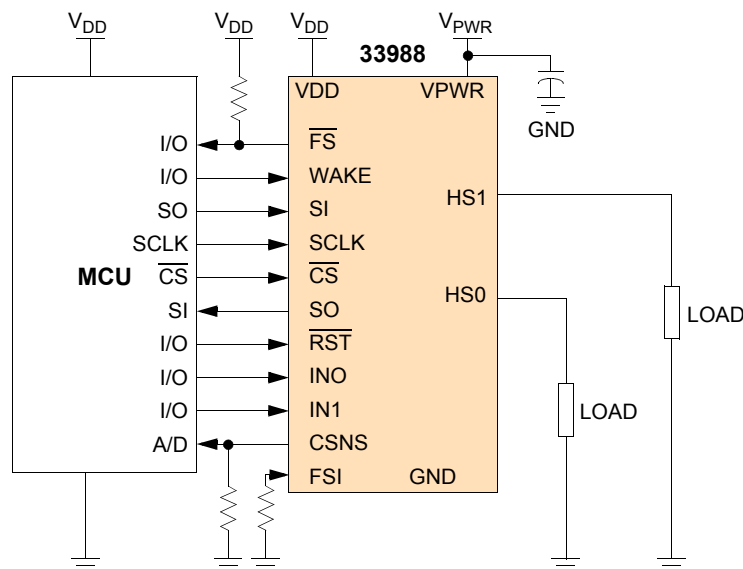 VDD VDD VDD VPWR
33988
VDD VPWR
GND
I/O FS
I/O WAKE
HS1
SO SI
SCLK SCLK
MCU CS CS
HS0
SI SO
LOAD
I/O RST
I/O INO
LOAD
I/O IN1
A/D CSNS
FSI GND